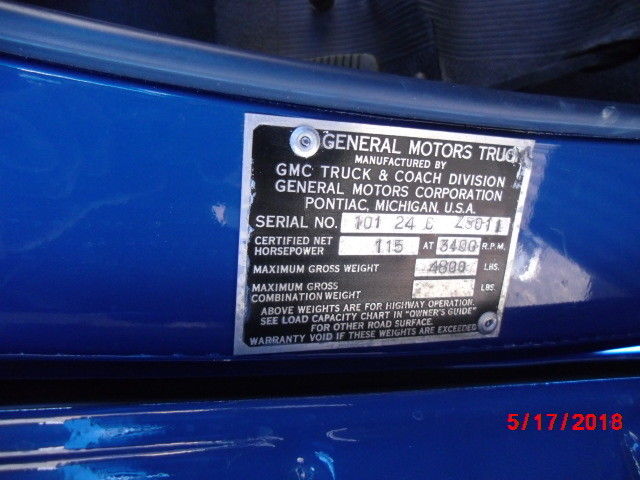 GENERAL MOTORS TRUC
MANUFACTURED BY
GMC TRUCK & COACH DIVISION
GENERAL MOTORS CORPORATION
PONTIAC, MICHIGAN, U.S.A.
SERIAL NO. 101 24 C
CERTIFIED NET HORSEPOWER 115 AT 3400 R.P.M.
MAXIMUM GROSS WEIGHT 4800 LBS.
MAXIMUM GROSS COMBINATION WEIGHT LBS.
ABOVE WEIGHTS ARE FOR HIGHWAY OPERATION.
SEE LOAD CAPACITY CHART IN "OWNER'S GUIDE"
FOR OTHER ROAD SURFACE.
WARRANTY VOID IF THESE WEIGHTS ARE EXCEEDED
5/17/2018